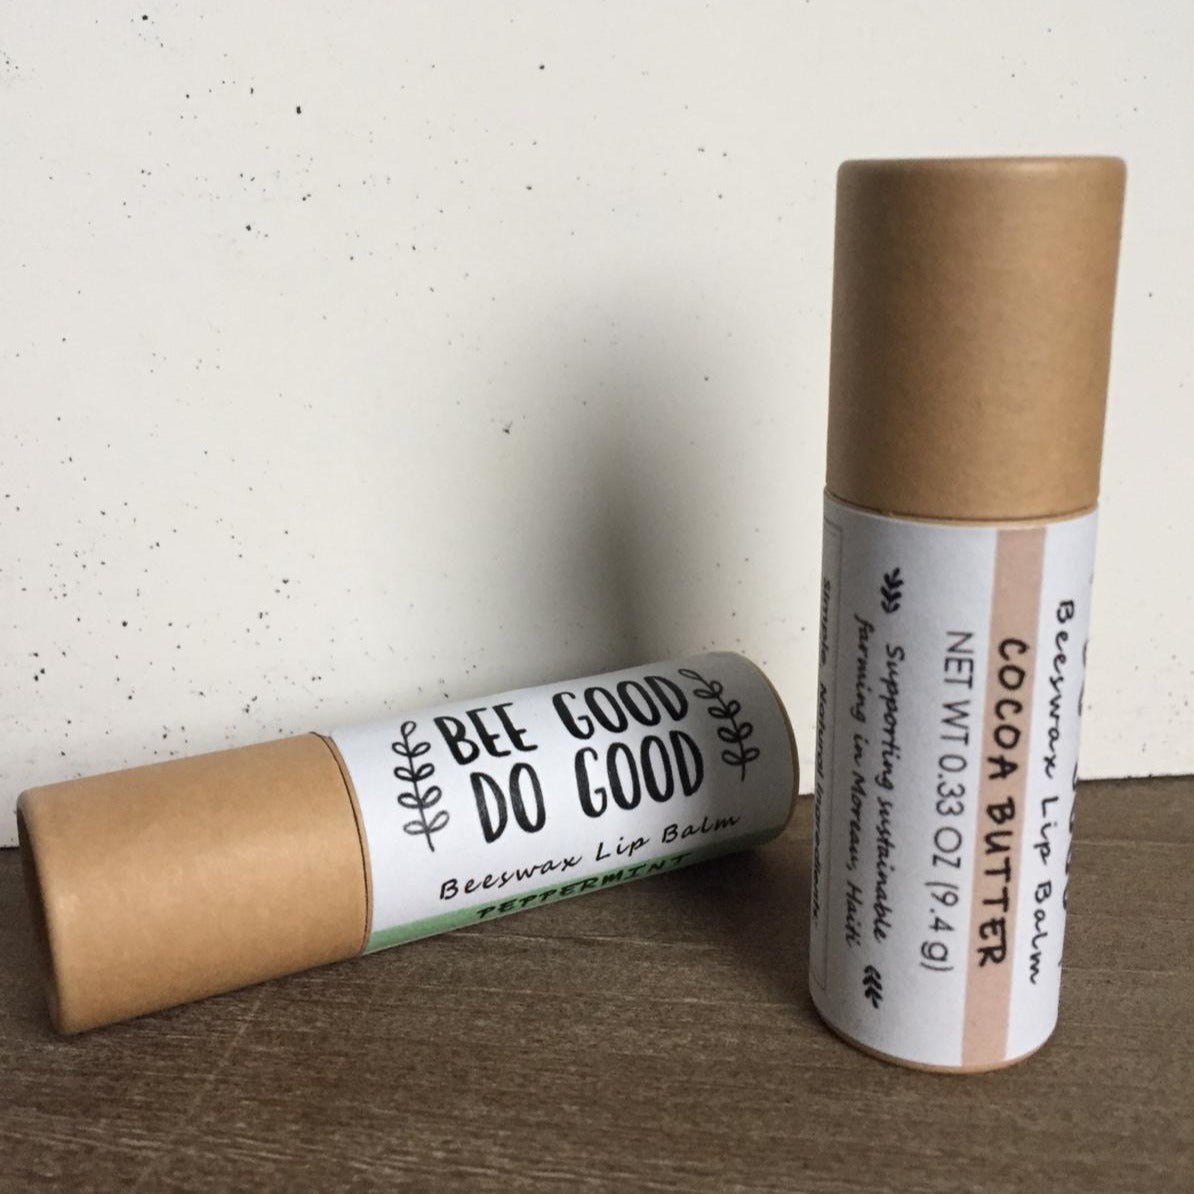 BEE GOOD
DO GOOD
Beeswax Lip Balm
PEPPERMINT
Beeswax Lip Balm
COCOA BUTTER
NET WT 0.33 OZ (9.4 g)
Supporting sustainable
farming in Moreau, Haiti
Simple Natural Ingredients.